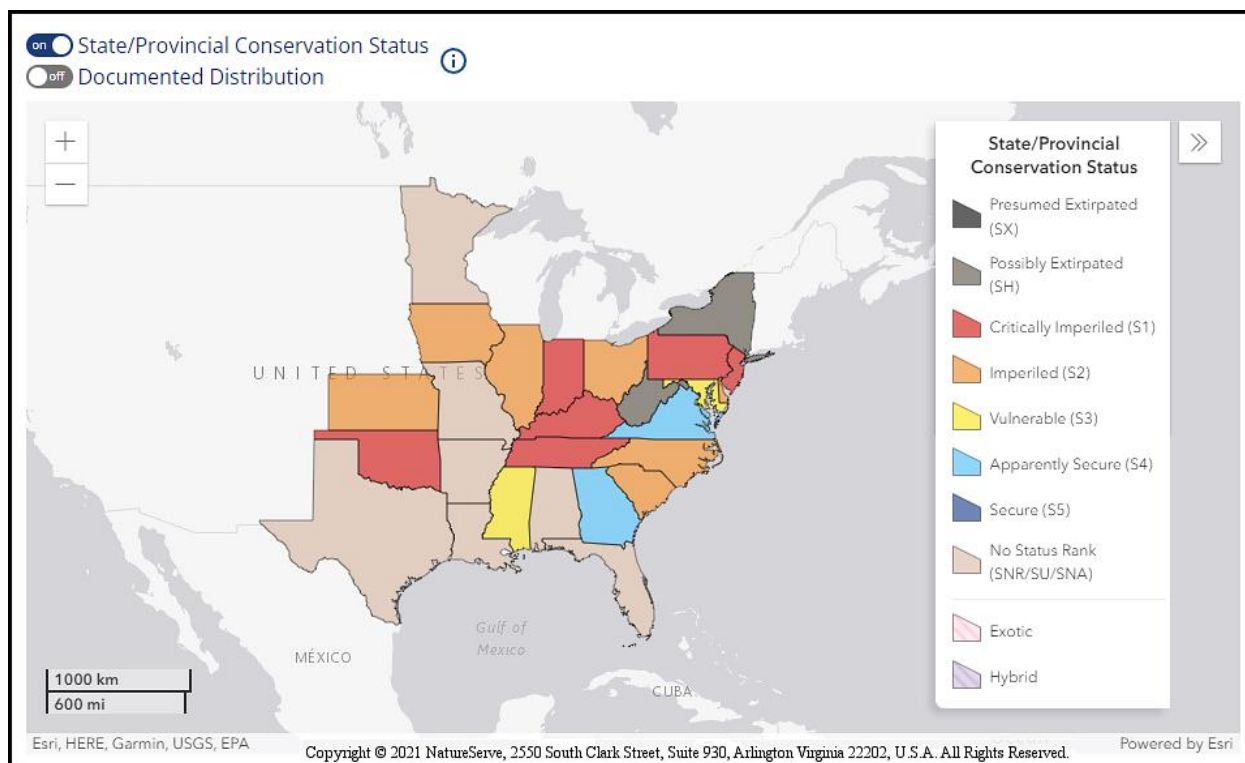 on State/Provincial Conservation Status
off Documented Distribution
i
+
−
State/Provincial
Conservation Status
Presumed Extirpated
(SX)
Possibly Extirpated
(SH)
Critically Imperiled (S1)
Imperiled (S2)
Vulnerable (S3)
Apparently Secure (S4)
Secure (S5)
No Status Rank
(SNR/SU/SNA)
Exotic
Hybrid
UNITED STATES
Gulf of
Mexico
MÉXICO
CUBA
1000 km
600 mi
Esri, HERE, Garmin, USGS, EPA
Copyright © 2021 NatureServe, 2550 South Clark Street, Suite 930, Arlington Virginia 22202, U.S.A. All Rights Reserved.
Powered by Esri